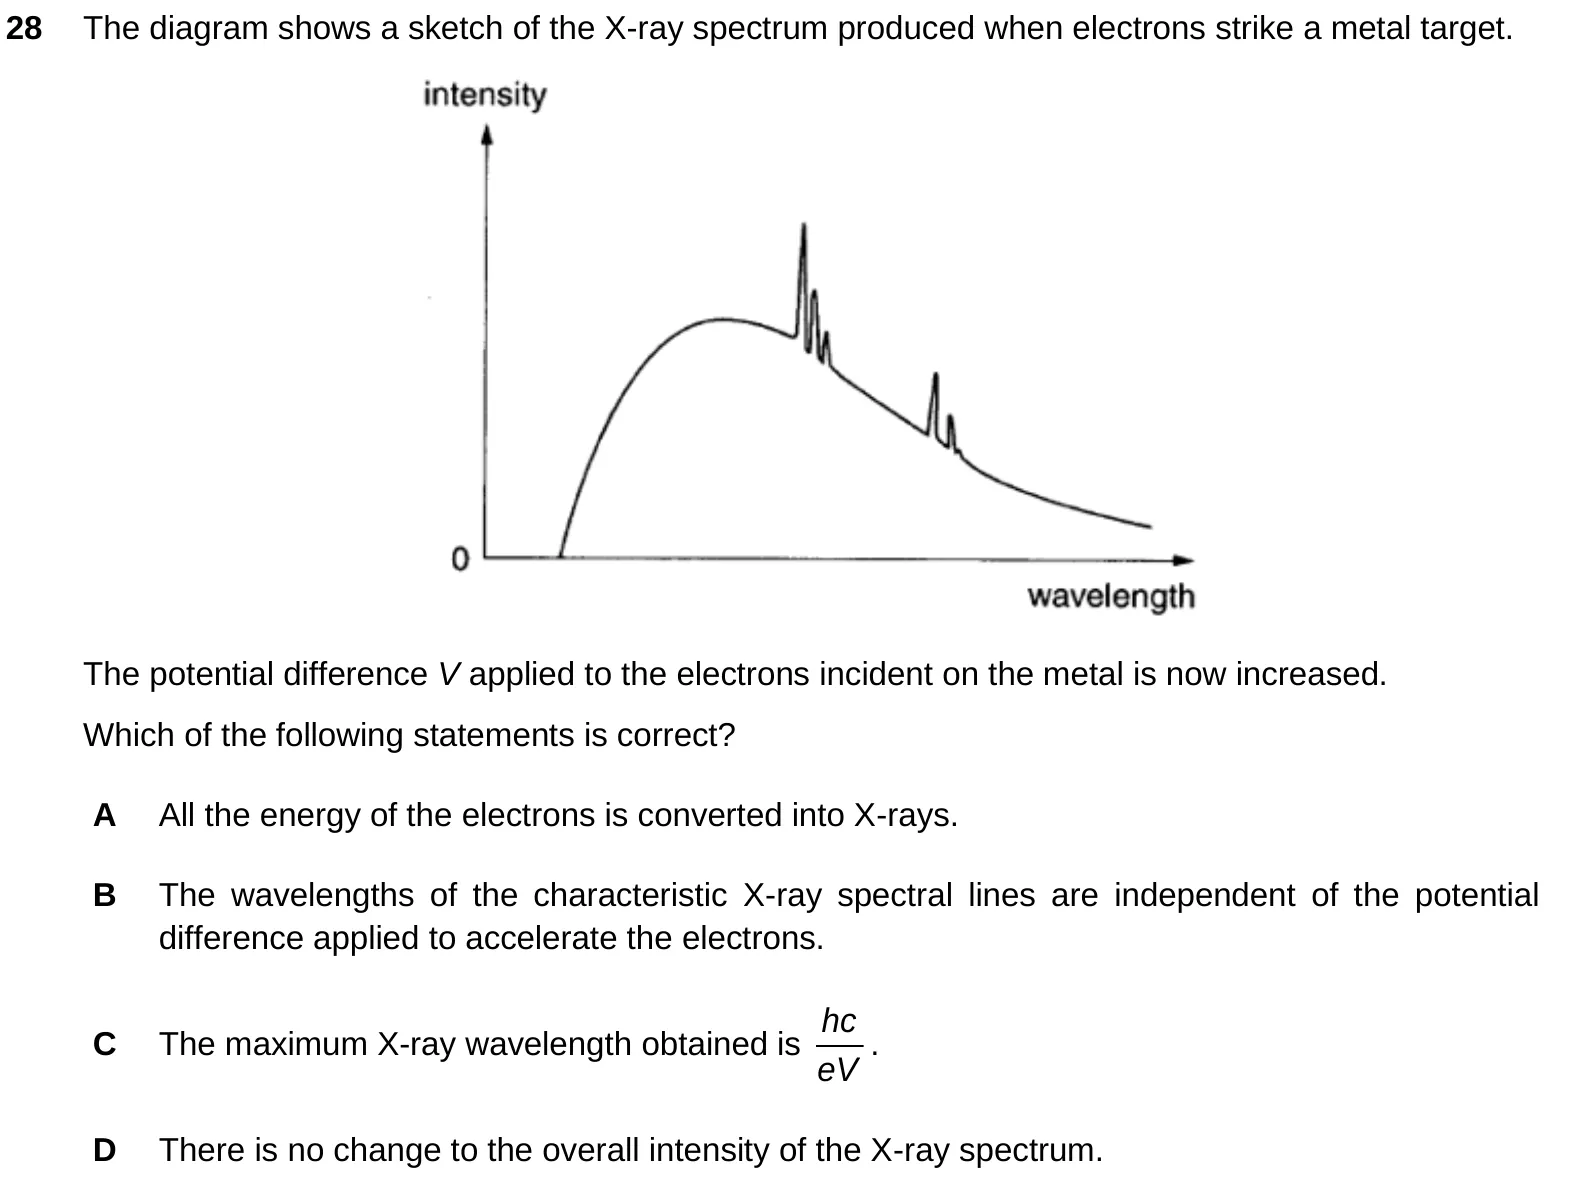 28 The diagram shows a sketch of the X-ray spectrum produced when electrons strike a metal target.
intensity
0
wavelength
The potential difference V applied to the electrons incident on the metal is now increased.
Which of the following statements is correct?
A All the energy of the electrons is converted into X-rays.
B The wavelengths of the characteristic X-ray spectral lines are independent of the potential
difference applied to accelerate the electrons.
C The maximum X-ray wavelength obtained is hc/eV.
D There is no change to the overall intensity of the X-ray spectrum.